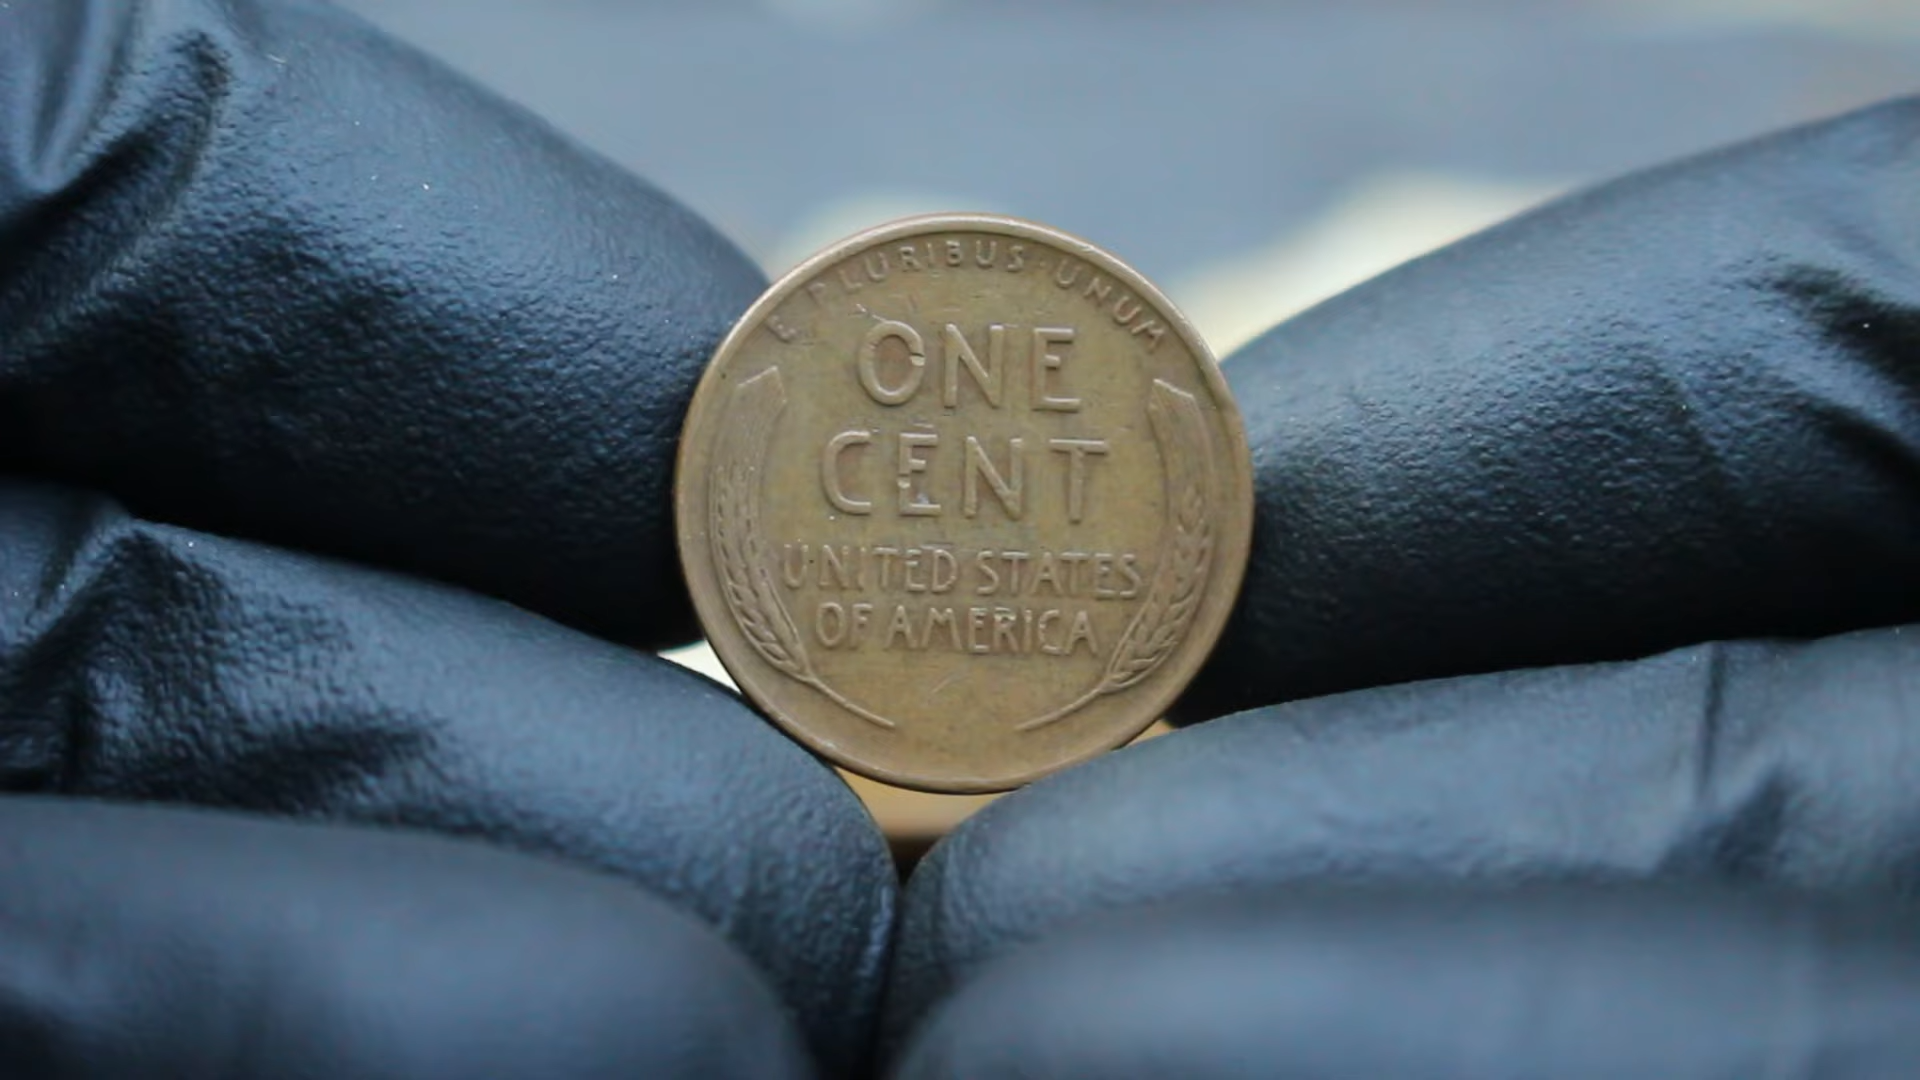 E PLURIBUS UNUM
ONE
CENT
UNITED STATES
OF AMERICA